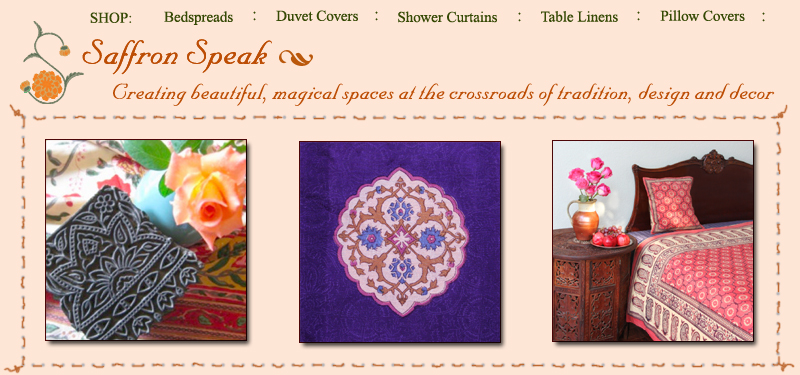 SHOP: Bedspreads : Duvet Covers : Shower Curtains : Table Linens : Pillow Covers :
Saffron Speak
Creating beautiful, magical spaces at the crossroads of tradition, design and decor